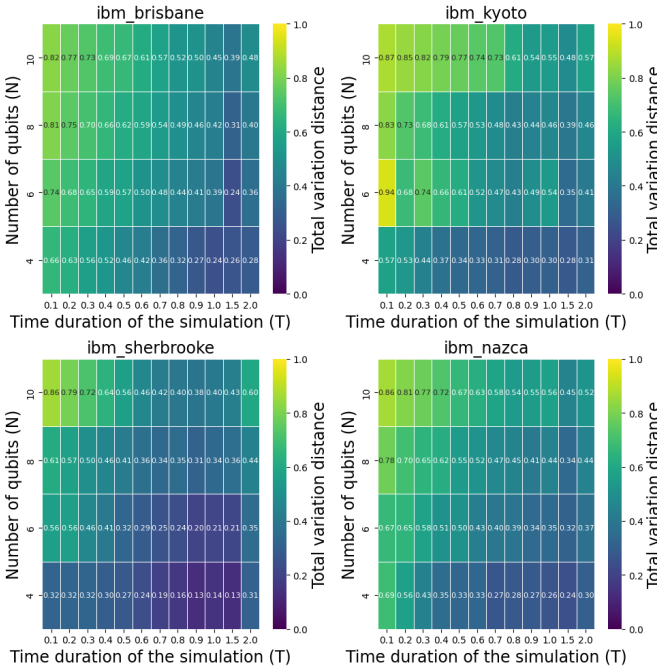 ibm_brisbane
Number of qubits (N)
10
0.82 0.77 0.73 0.69 0.67 0.61 0.57 0.52 0.50 0.45 0.39 0.48
8
0.81 0.75 0.70 0.66 0.62 0.59 0.54 0.49 0.46 0.42 0.31 0.40
6
0.74 0.68 0.65 0.59 0.57 0.50 0.48 0.44 0.41 0.39 0.24 0.36
4
0.66 0.63 0.56 0.52 0.46 0.42 0.36 0.32 0.27 0.24 0.26 0.28
0.1 0.2 0.3 0.4 0.5 0.6 0.7 0.8 0.9 1.0 1.5 2.0
Time duration of the simulation (T)
1.0
0.8
0.6
0.4
0.2
0.0
Total variation distance
ibm_kyoto
Number of qubits (N)
10
0.87 0.85 0.82 0.79 0.77 0.74 0.73 0.61 0.54 0.55 0.48 0.57
8
0.83 0.73 0.68 0.61 0.57 0.53 0.48 0.43 0.44 0.46 0.39 0.46
6
0.94 0.68 0.74 0.66 0.61 0.52 0.47 0.43 0.49 0.54 0.35 0.41
4
0.57 0.53 0.44 0.37 0.34 0.33 0.31 0.28 0.30 0.30 0.28 0.31
0.1 0.2 0.3 0.4 0.5 0.6 0.7 0.8 0.9 1.0 1.5 2.0
Time duration of the simulation (T)
1.0
0.8
0.6
0.4
0.2
0.0
Total variation distance
ibm_sherbrooke
Number of qubits (N)
10
0.86 0.79 0.72 0.64 0.56 0.46 0.42 0.40 0.38 0.40 0.43 0.60
8
0.61 0.57 0.50 0.46 0.41 0.36 0.34 0.35 0.31 0.34 0.36 0.44
6
0.56 0.56 0.46 0.41 0.32 0.29 0.25 0.24 0.20 0.21 0.21 0.35
4
0.32 0.32 0.32 0.30 0.27 0.24 0.19 0.16 0.13 0.14 0.13 0.31
0.1 0.2 0.3 0.4 0.5 0.6 0.7 0.8 0.9 1.0 1.5 2.0
Time duration of the simulation (T)
1.0
0.8
0.6
0.4
0.2
0.0
Total variation distance
ibm_nazca
Number of qubits (N)
10
0.86 0.81 0.77 0.72 0.67 0.63 0.58 0.54 0.55 0.56 0.45 0.52
8
0.78 0.70 0.65 0.62 0.55 0.52 0.47 0.45 0.41 0.44 0.34 0.44
6
0.67 0.65 0.58 0.51 0.50 0.43 0.40 0.39 0.34 0.35 0.32 0.37
4
0.69 0.56 0.43 0.35 0.33 0.33 0.27 0.28 0.27 0.26 0.24 0.30
0.1 0.2 0.3 0.4 0.5 0.6 0.7 0.8 0.9 1.0 1.5 2.0
Time duration of the simulation (T)
1.0
0.8
0.6
0.4
0.2
0.0
Total variation distance